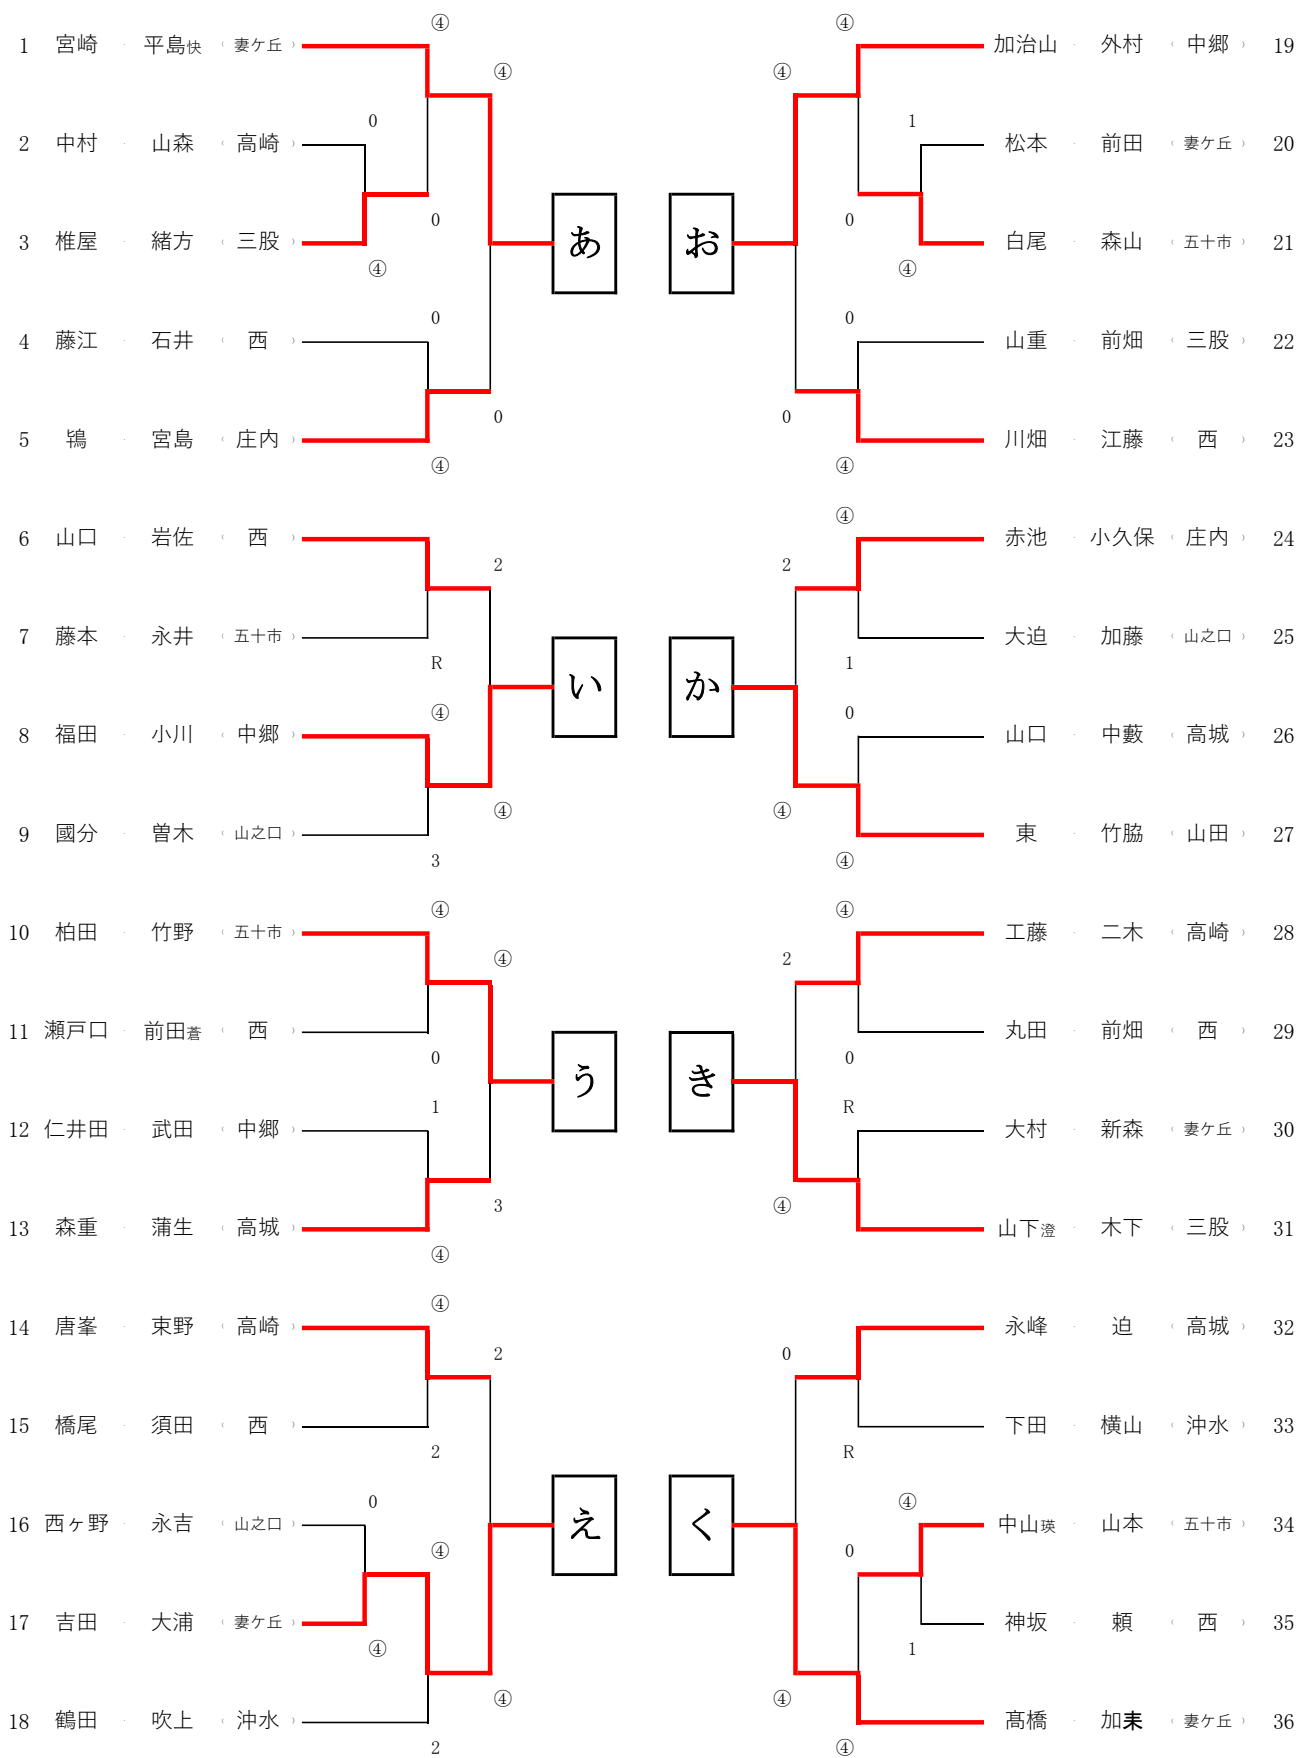 ④
1 宮崎 · 平島快 （ 妻ケ丘 ）
④
0
2 中村 · 山森 （ 高崎 ）
0
3 椎屋 · 緒方 （ 三股 ）
④
あ
0
4 藤江 · 石井 （ 西 ）
0
5 鴇 · 宮島 （ 庄内 ）
④
6 山口 · 岩佐 （ 西 ）
2
7 藤本 · 永井 （ 五十市 ）
R
い
④
8 福田 · 小川 （ 中郷 ）
④
9 國分 · 曽木 （ 山之口 ）
3
④
10 柏田 · 竹野 （ 五十市 ）
④
11 瀬戸口 · 前田蒼 （ 西 ）
0
う
1
12 仁井田 · 武田 （ 中郷 ）
3
13 森重 · 蒲生 （ 高城 ）
④
④
14 唐峯 · 束野 （ 高崎 ）
2
15 橋尾 · 須田 （ 西 ）
2
0
16 西ヶ野 · 永吉 （ 山之口 ）
④
え
17 吉田 · 大浦 （ 妻ケ丘 ）
④
④
18 鶴田 · 吹上 （ 沖水 ）
2
④
加治山 · 外村 （ 中郷 ） 19
④
1
松本 · 前田 （ 妻ケ丘 ） 20
0
白尾 · 森山 （ 五十市 ） 21
④
お
0
山重 · 前畑 （ 三股 ） 22
0
川畑 · 江藤 （ 西 ） 23
④
④
赤池 · 小久保 （ 庄内 ） 24
2
大迫 · 加藤 （ 山之口 ） 25
1
か
0
山口 · 中藪 （ 高城 ） 26
④
東 · 竹脇 （ 山田 ） 27
④
④
工藤 · 二木 （ 高崎 ） 28
2
丸田 · 前畑 （ 西 ） 29
0
き
R
大村 · 新森 （ 妻ケ丘 ） 30
④
山下澄 · 木下 （ 三股 ） 31
永峰 · 迫 （ 高城 ） 32
0
下田 · 横山 （ 沖水 ） 33
R
④
中山瑛 · 山本 （ 五十市 ） 34
0
く
神坂 · 頼 （ 西 ） 35
1
④
髙橋 · 加耒 （ 妻ケ丘 ） 36
④